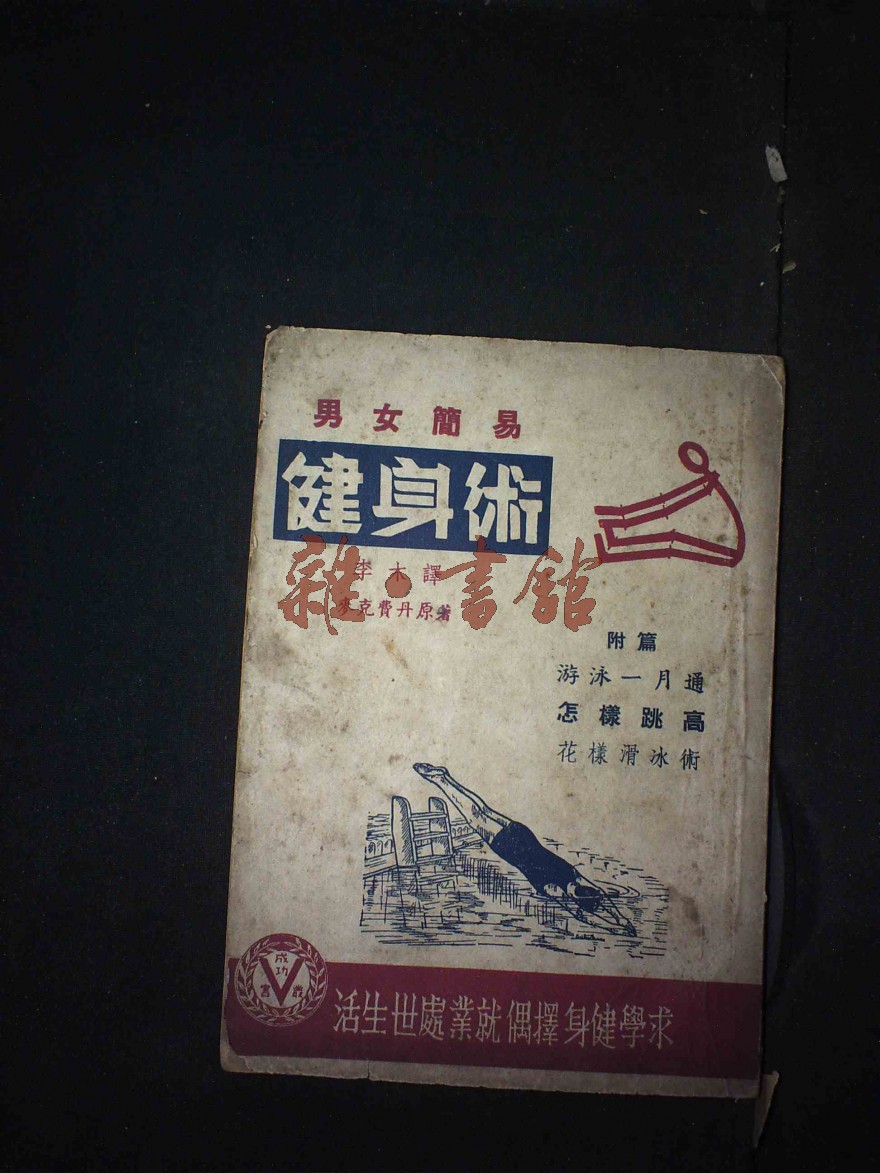 男女簡易
健身術
李木譯
麥克費丹原著
雜·書館
附篇
游泳一月通
怎樣跳高
花樣滑冰術
成功叢書
求學健身擇偶就業處世生活